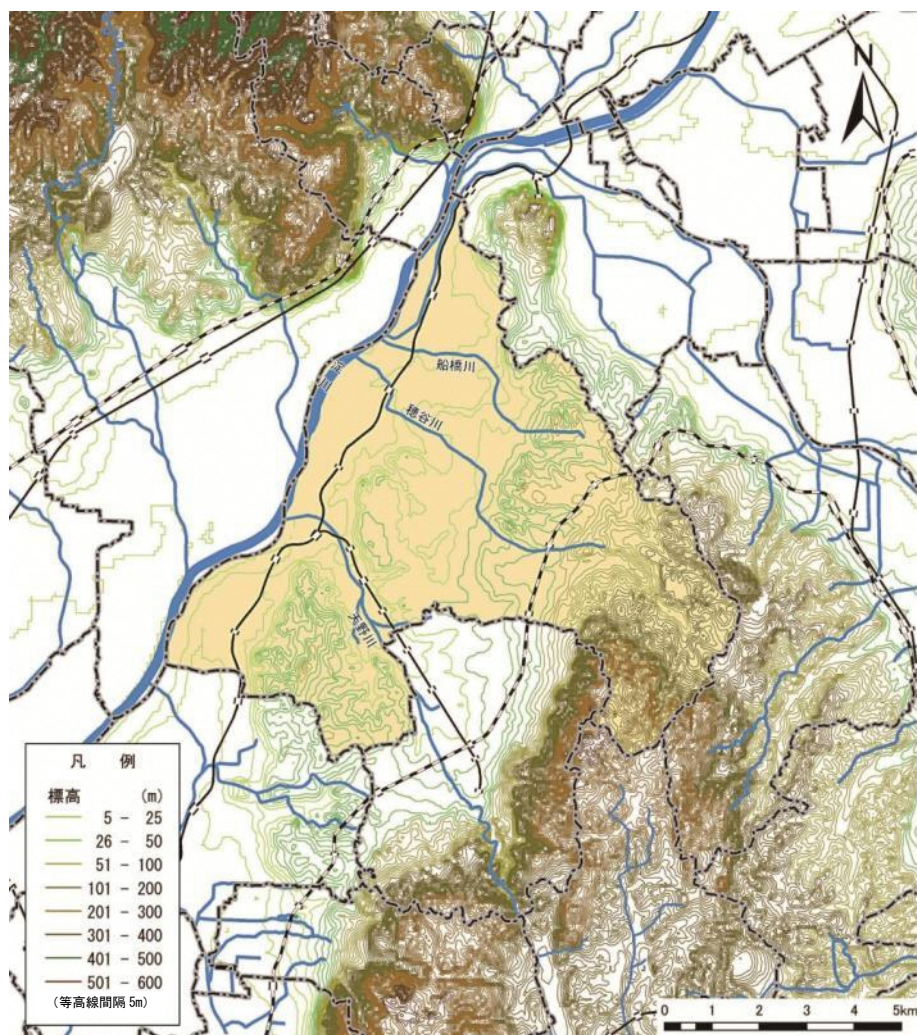 N
船橋川
穂谷川
淀川
天野川
凡　例
標高　(m)
5 - 25
26 - 50
51 - 100
101 - 200
201 - 300
301 - 400
401 - 500
501 - 600
(等高線間隔 5m)
0 1 2 3 4 5km